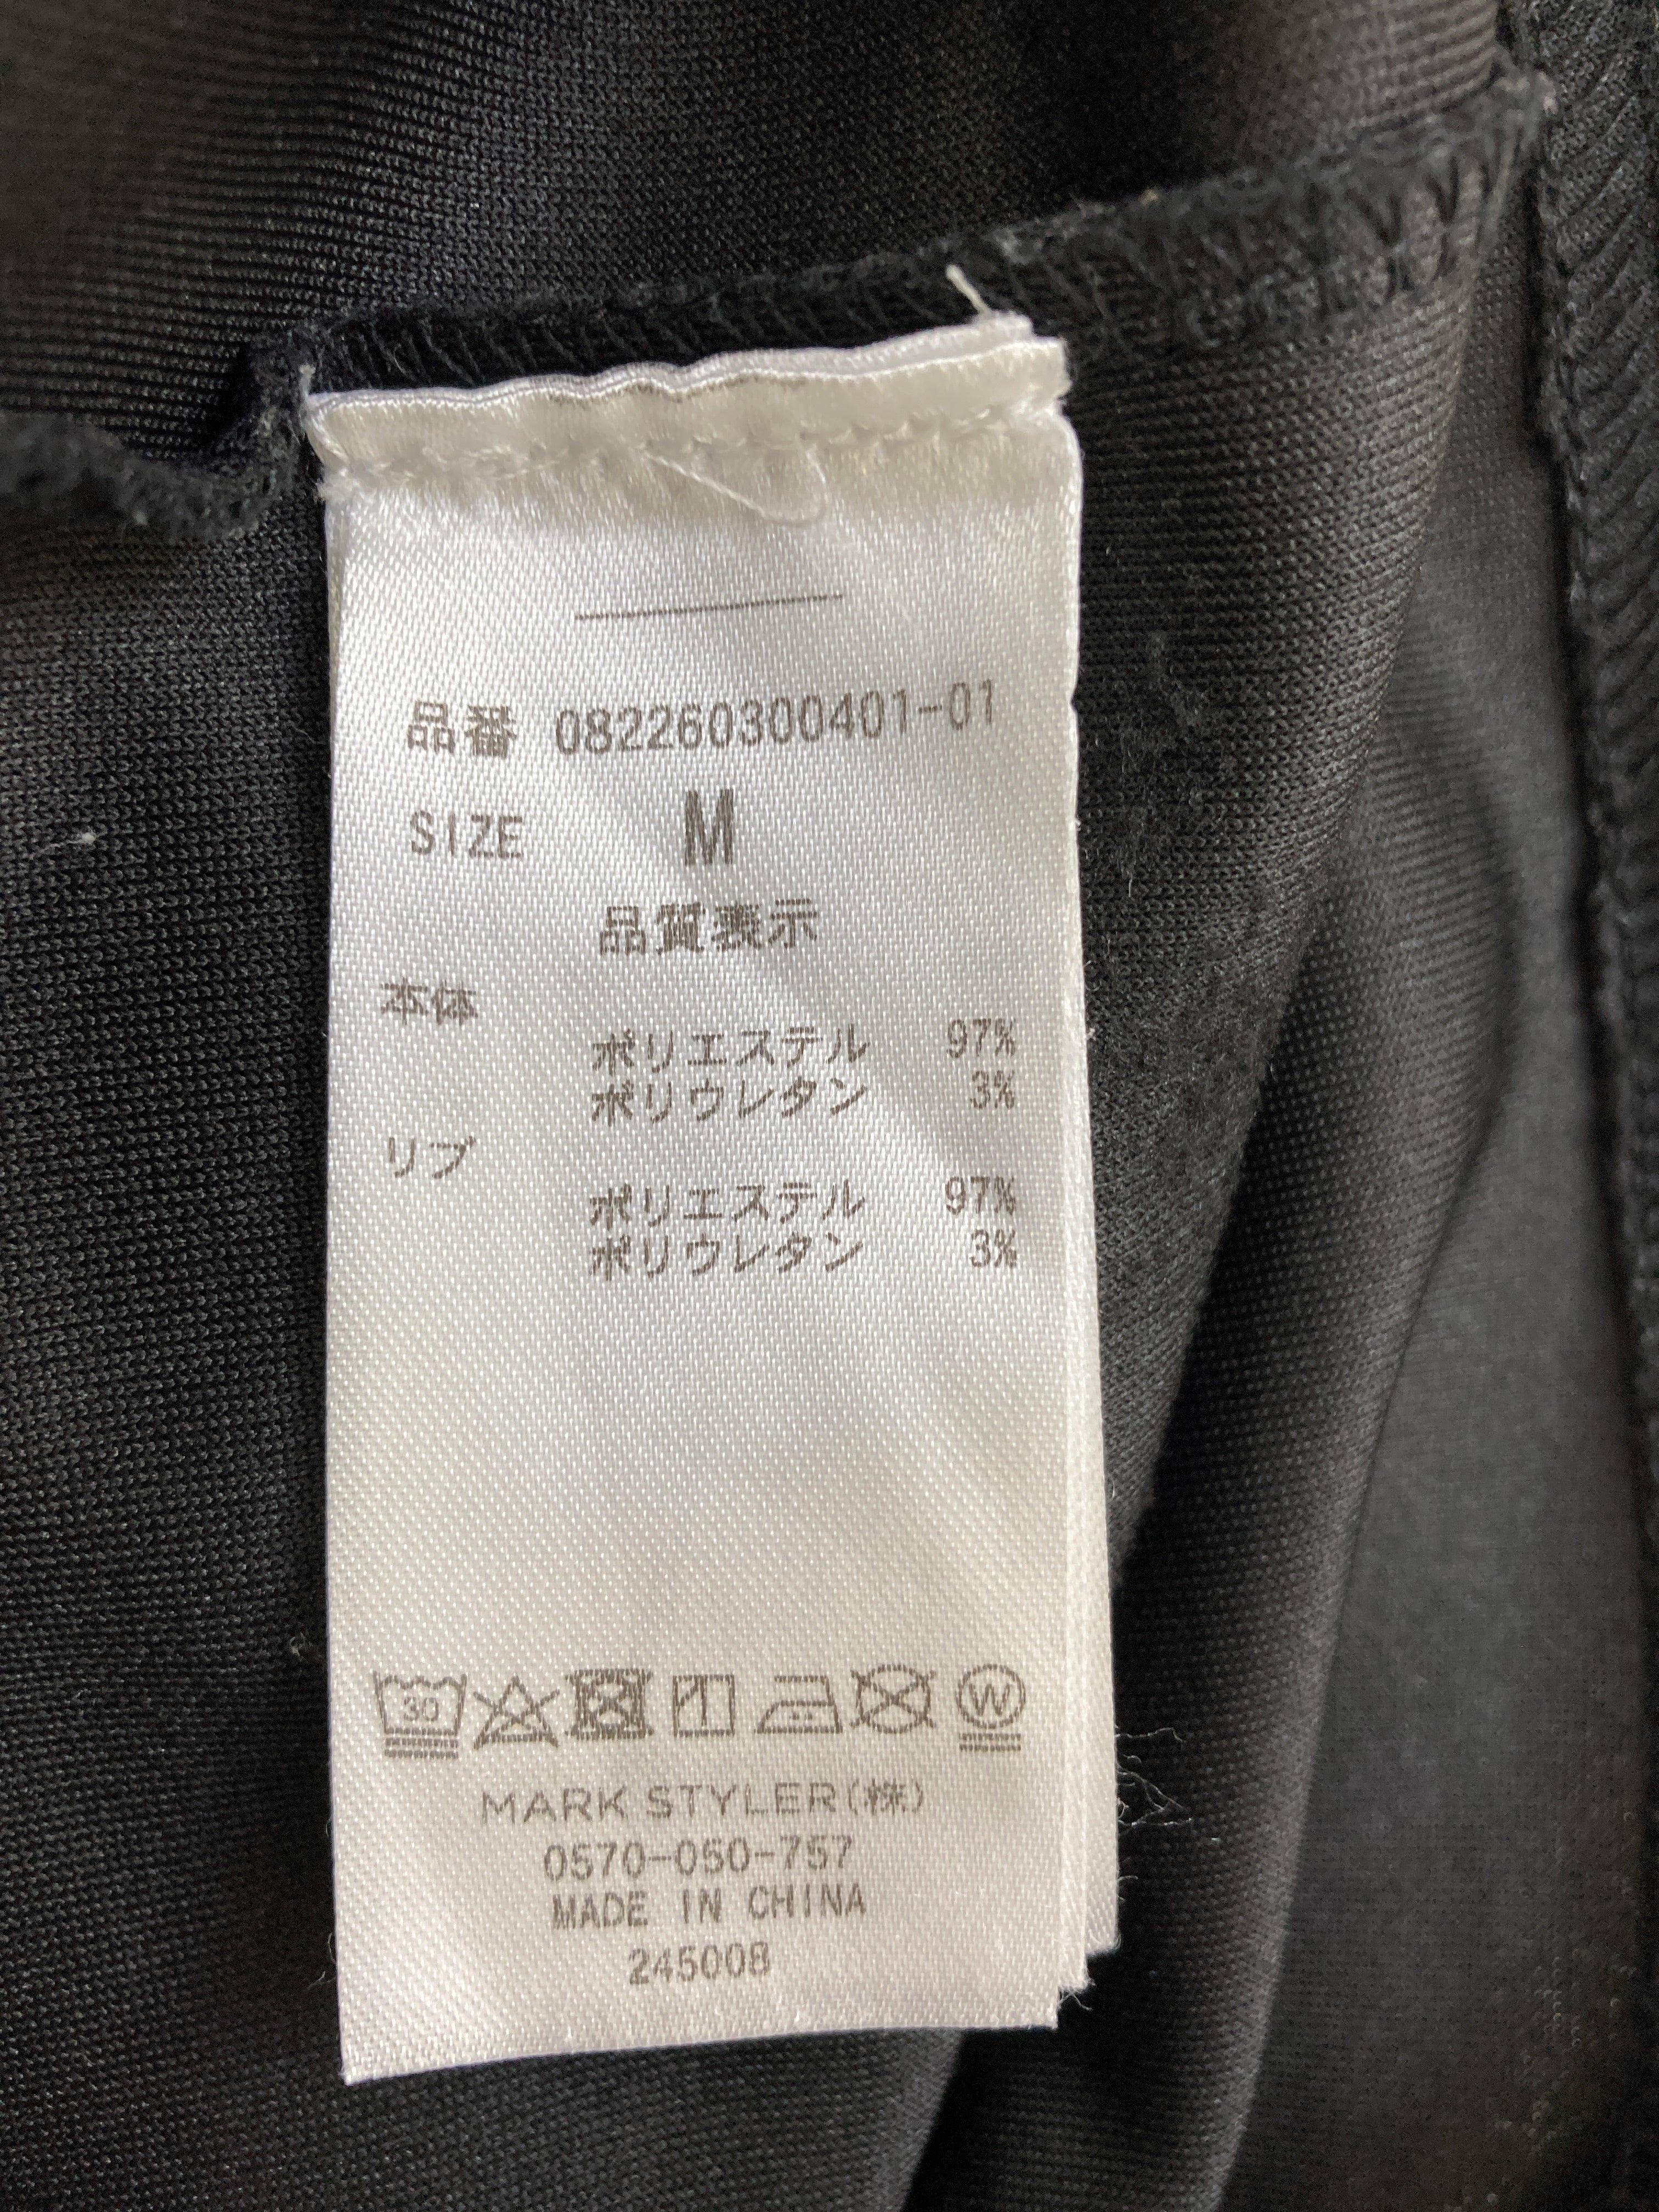 品番 082260300401-01
SIZE M
品質表示
本体
ポリエステル 97%
ポリウレタン 3%
リブ
ポリエステル 97%
ポリウレタン 3%
30 W
MARK STYLER(株)
0570-050-757
MADE IN CHINA
245008